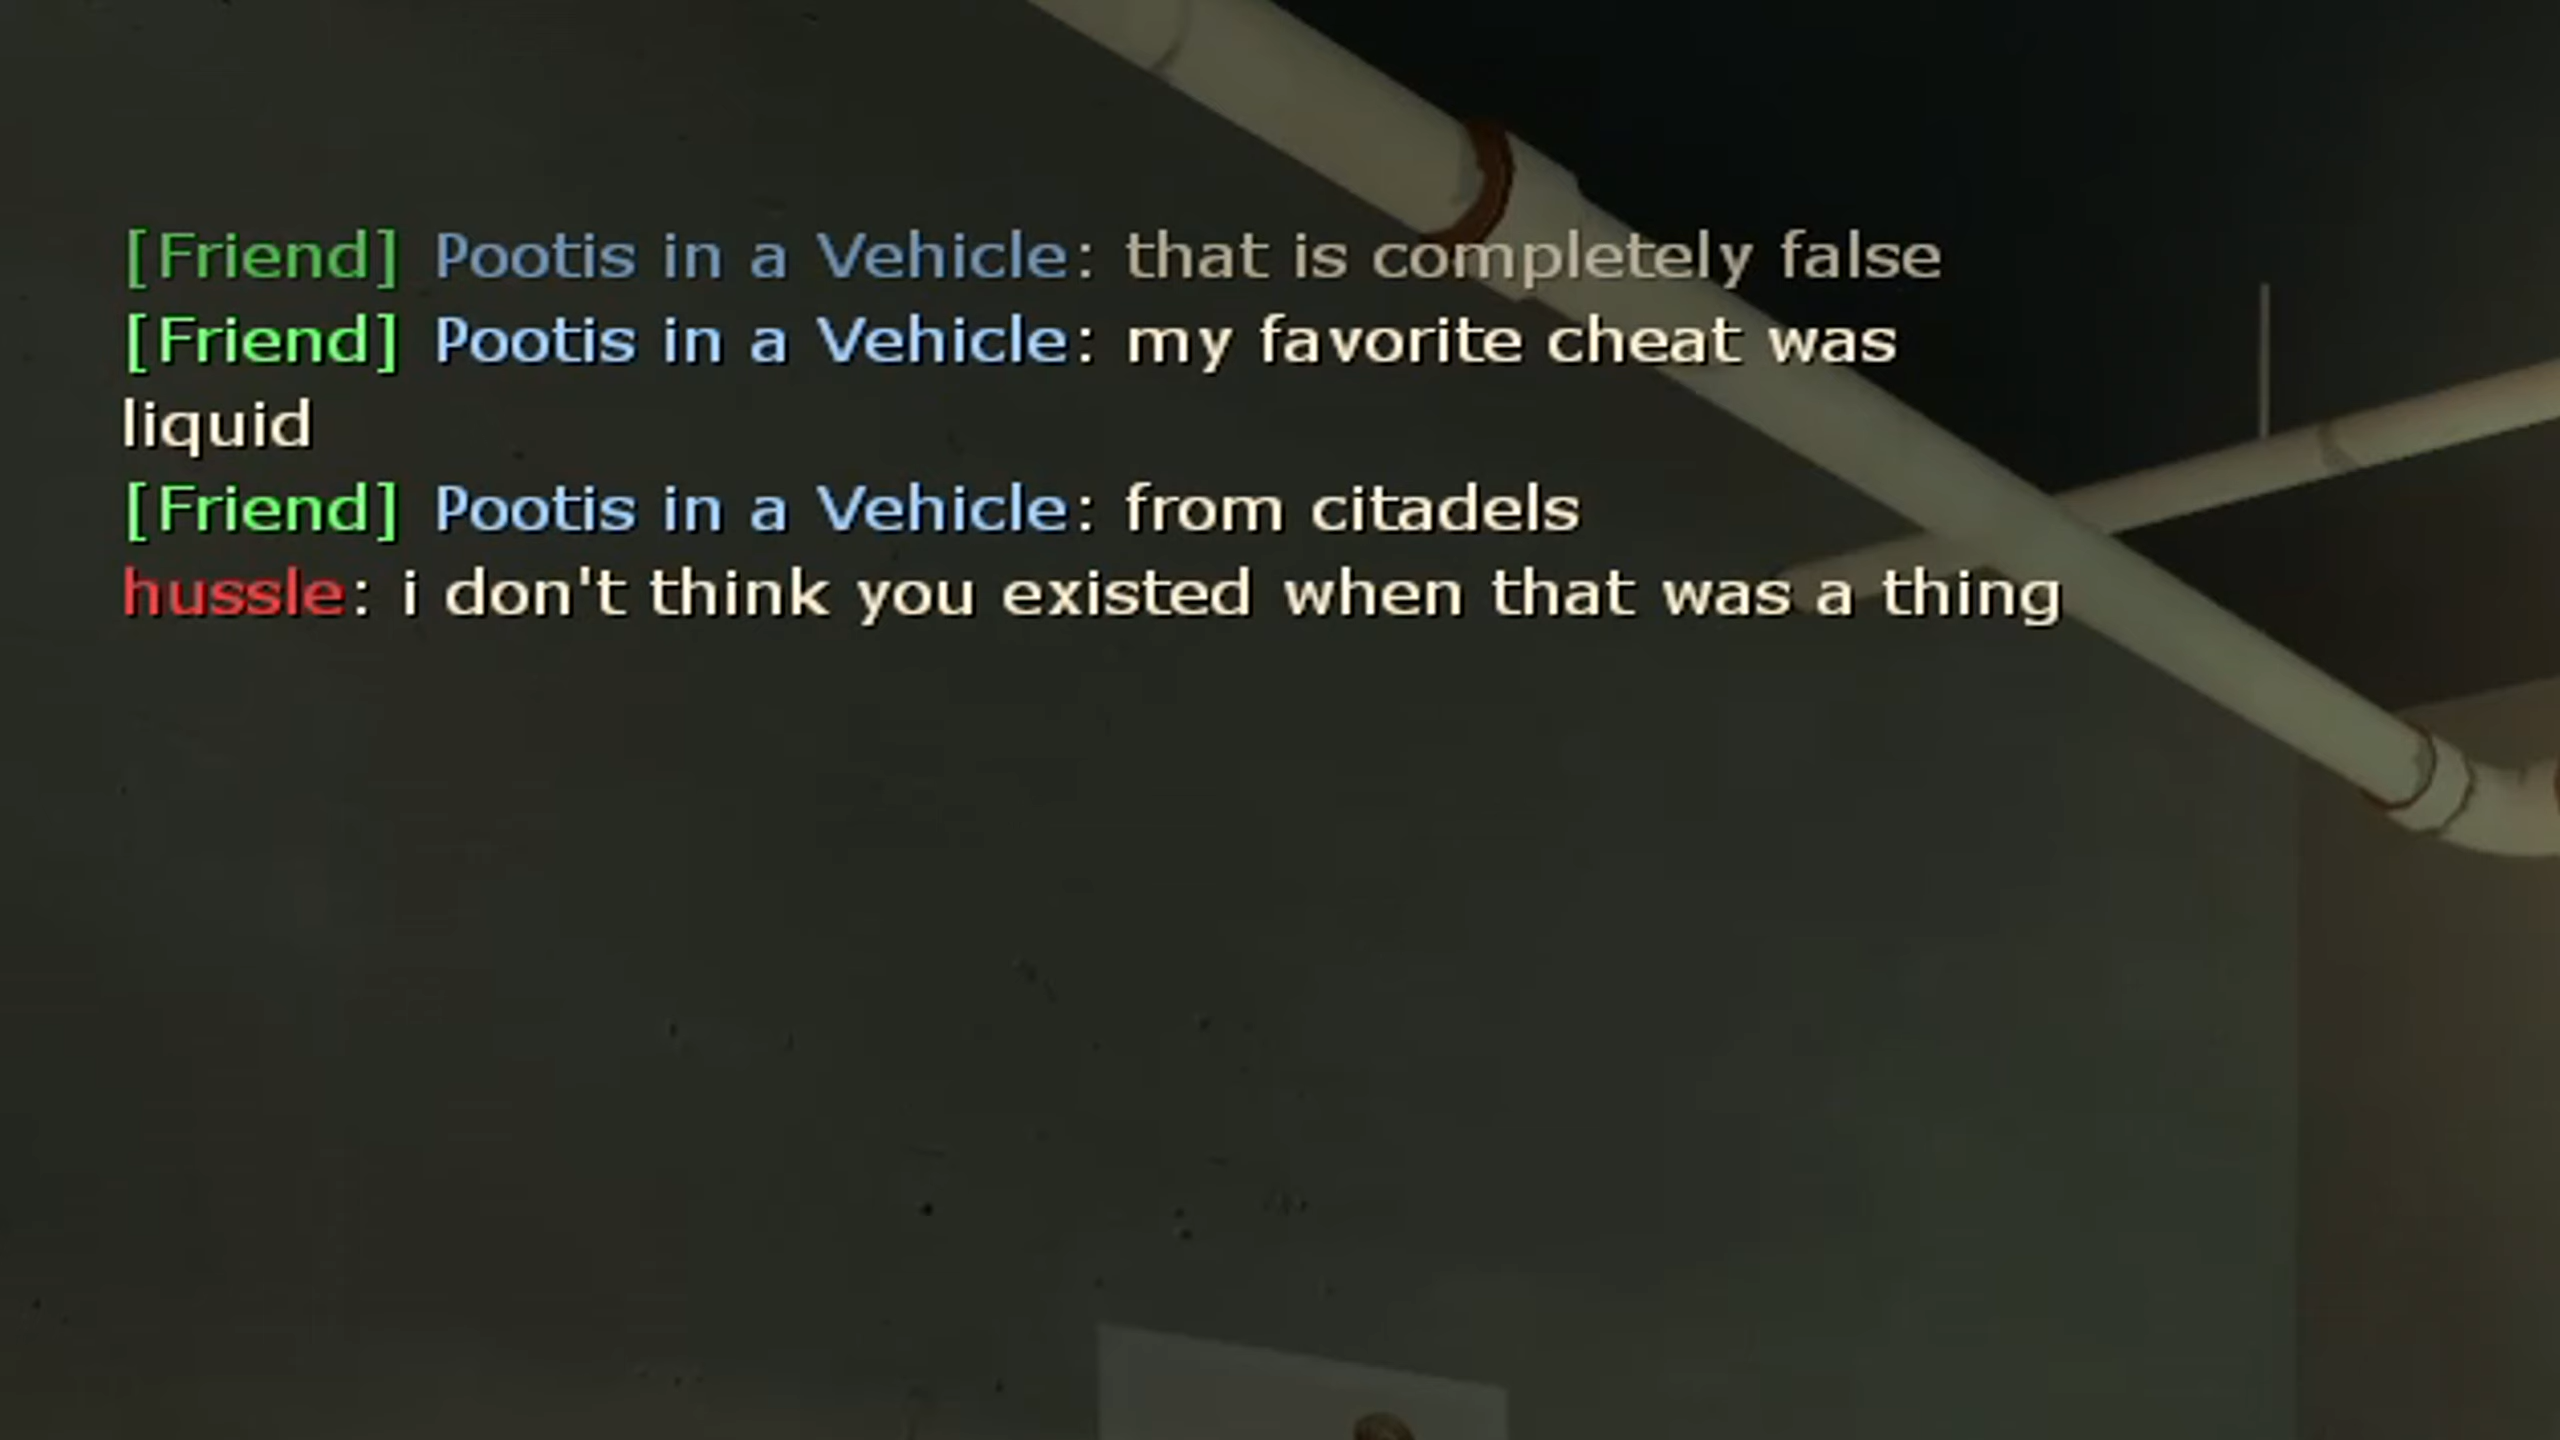 [Friend] Pootis in a Vehicle: that is completely false
[Friend] Pootis in a Vehicle: my favorite cheat was
liquid
[Friend] Pootis in a Vehicle: from citadels
hussle: i don't think you existed when that was a thing